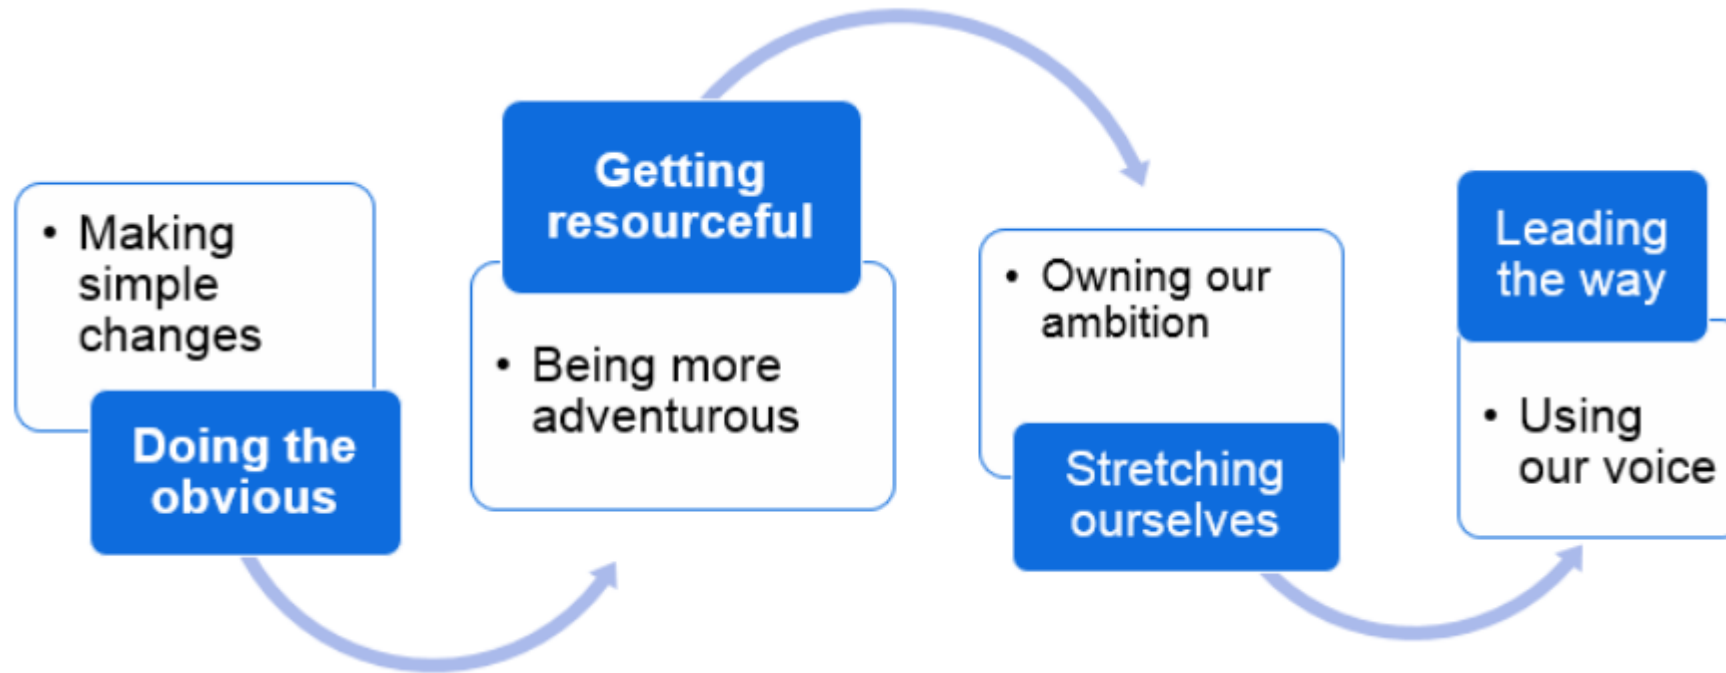 • Making
simple
changes
Doing the
obvious
Getting
resourceful
• Being more
adventurous
• Owning our
ambition
Stretching
ourselves
Leading
the way
• Using
our voice